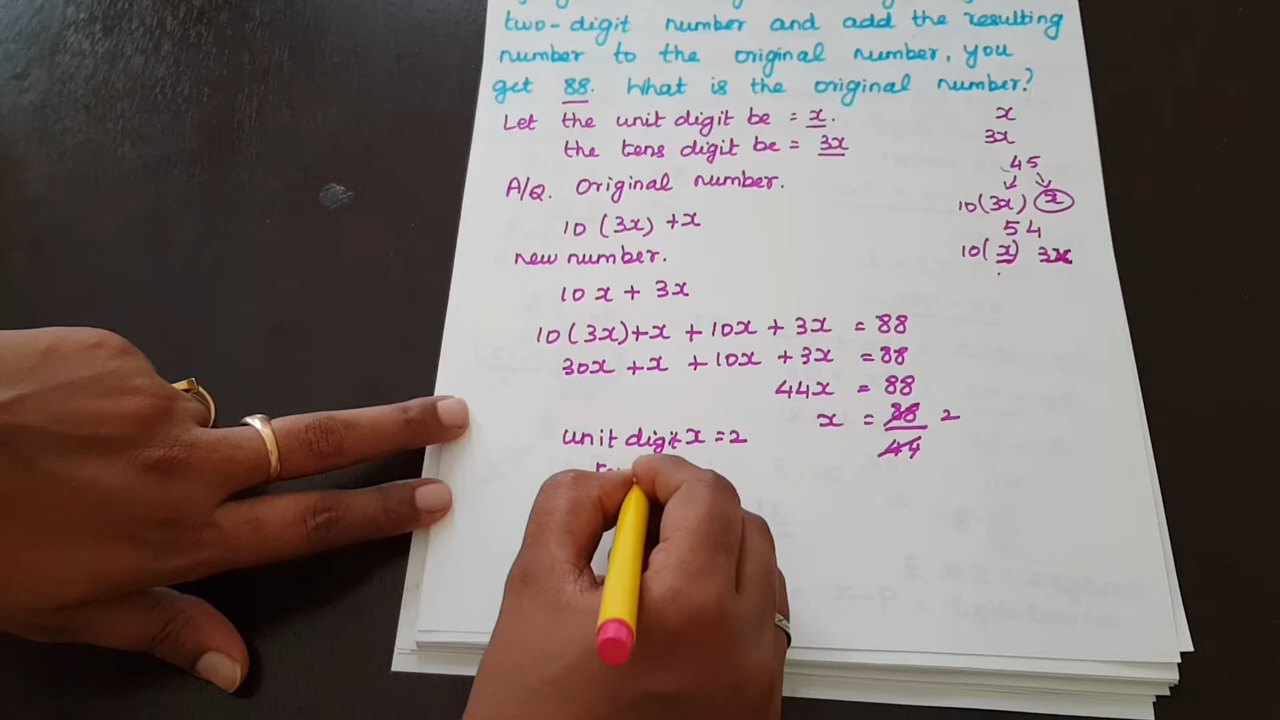 two-digit number and add the resulting
number to the original number, you
get 88. What is the original number?
Let the unit digit be = x.
the tens digit be = 3x
A/Q. Original number.
10 (3x) + x
new number.
10x + 3x
10(3x)+x + 10x + 3x = 88
30x + x + 10x + 3x = 88
44x = 88
x = 88 2
44
unit digit x = 2
x
3x
45
10(3x) x
54
10(x) 3x